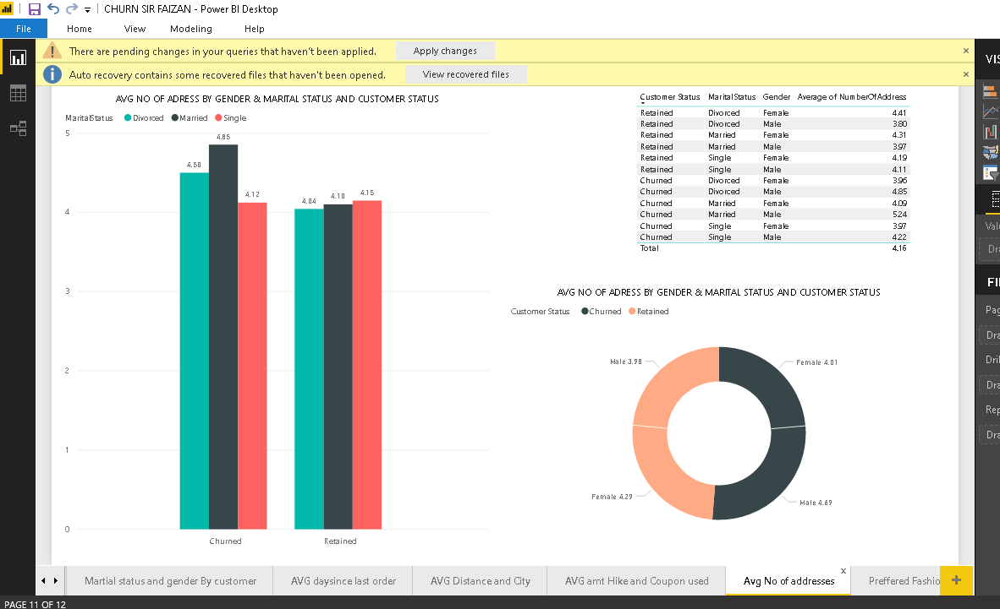 CHURN SIR FAIZAN - Power BI Desktop
File Home View Modeling Help
There are pending changes in your queries that haven't been applied. Apply changes
Auto recovery contains some recovered files that haven't been opened. View recovered files
AVG NO OF ADRESS BY GENDER & MARITAL STATUS AND CUSTOMER STATUS
MaritalStatus Divorced Married Single
5
4
3
2
1
0
4.50
4.85
4.12
4.04
4.10
4.15
Churned Retained
Customer Status MaritalStatus Gender Average of NumberOfAddress
Retained Divorced Female 4.41
Retained Divorced Male 3.80
Retained Married Female 4.31
Retained Married Male 3.97
Retained Single Female 4.19
Retained Single Male 4.11
Churned Divorced Female 3.96
Churned Divorced Male 4.85
Churned Married Female 4.09
Churned Married Male 5.24
Churned Single Female 3.97
Churned Single Male 4.22
Total 4.16
AVG NO OF ADRESS BY GENDER & MARITAL STATUS AND CUSTOMER STATUS
Customer Status Churned Retained
Male 3.98
Female 4.01
Female 4.29
Male 4.69
VIS
Valu
Dra
FI
Pag
Dra
Dril
Dra
Rep
Dra
Martial status and gender By customer AVG daysince last order AVG Distance and City AVG amt Hike and Coupon used Avg No of addresses x Preffered Fashio +
PAGE 11 OF 12